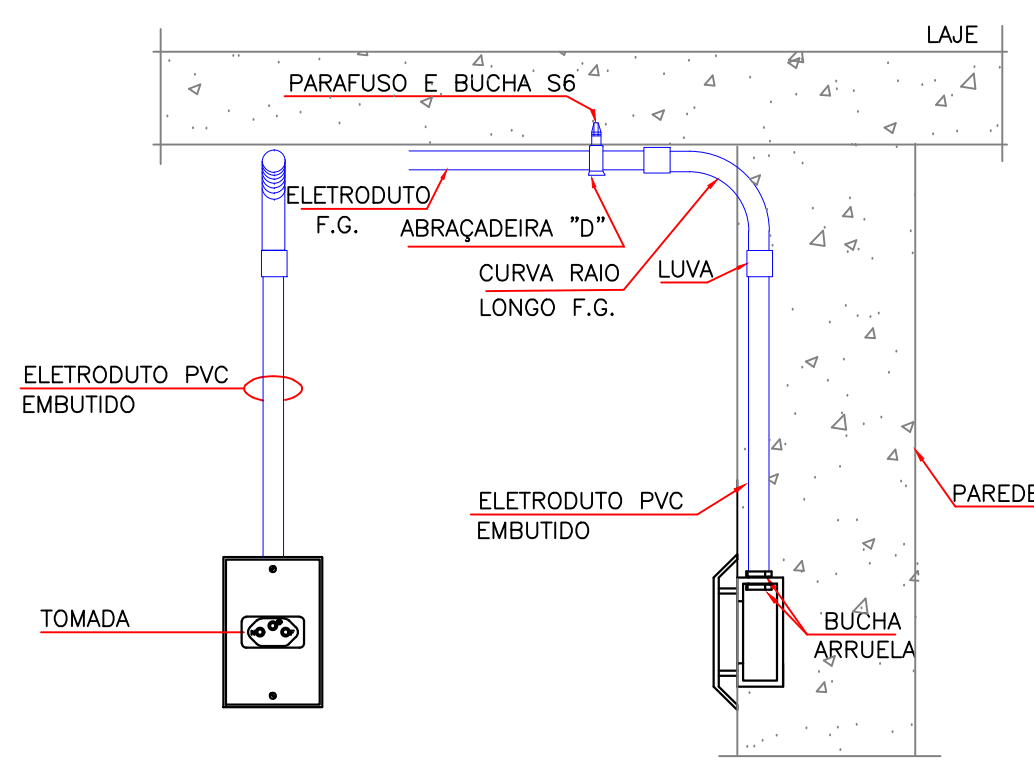 LAJE
PARAFUSO E BUCHA S6
ELETRODUTO
F.G.
ABRAÇADEIRA "D"
CURVA RAIO
LONGO F.G.
LUVA
ELETRODUTO PVC
EMBUTIDO
ELETRODUTO PVC
EMBUTIDO
PAREDE
TOMADA
BUCHA
ARRUELA